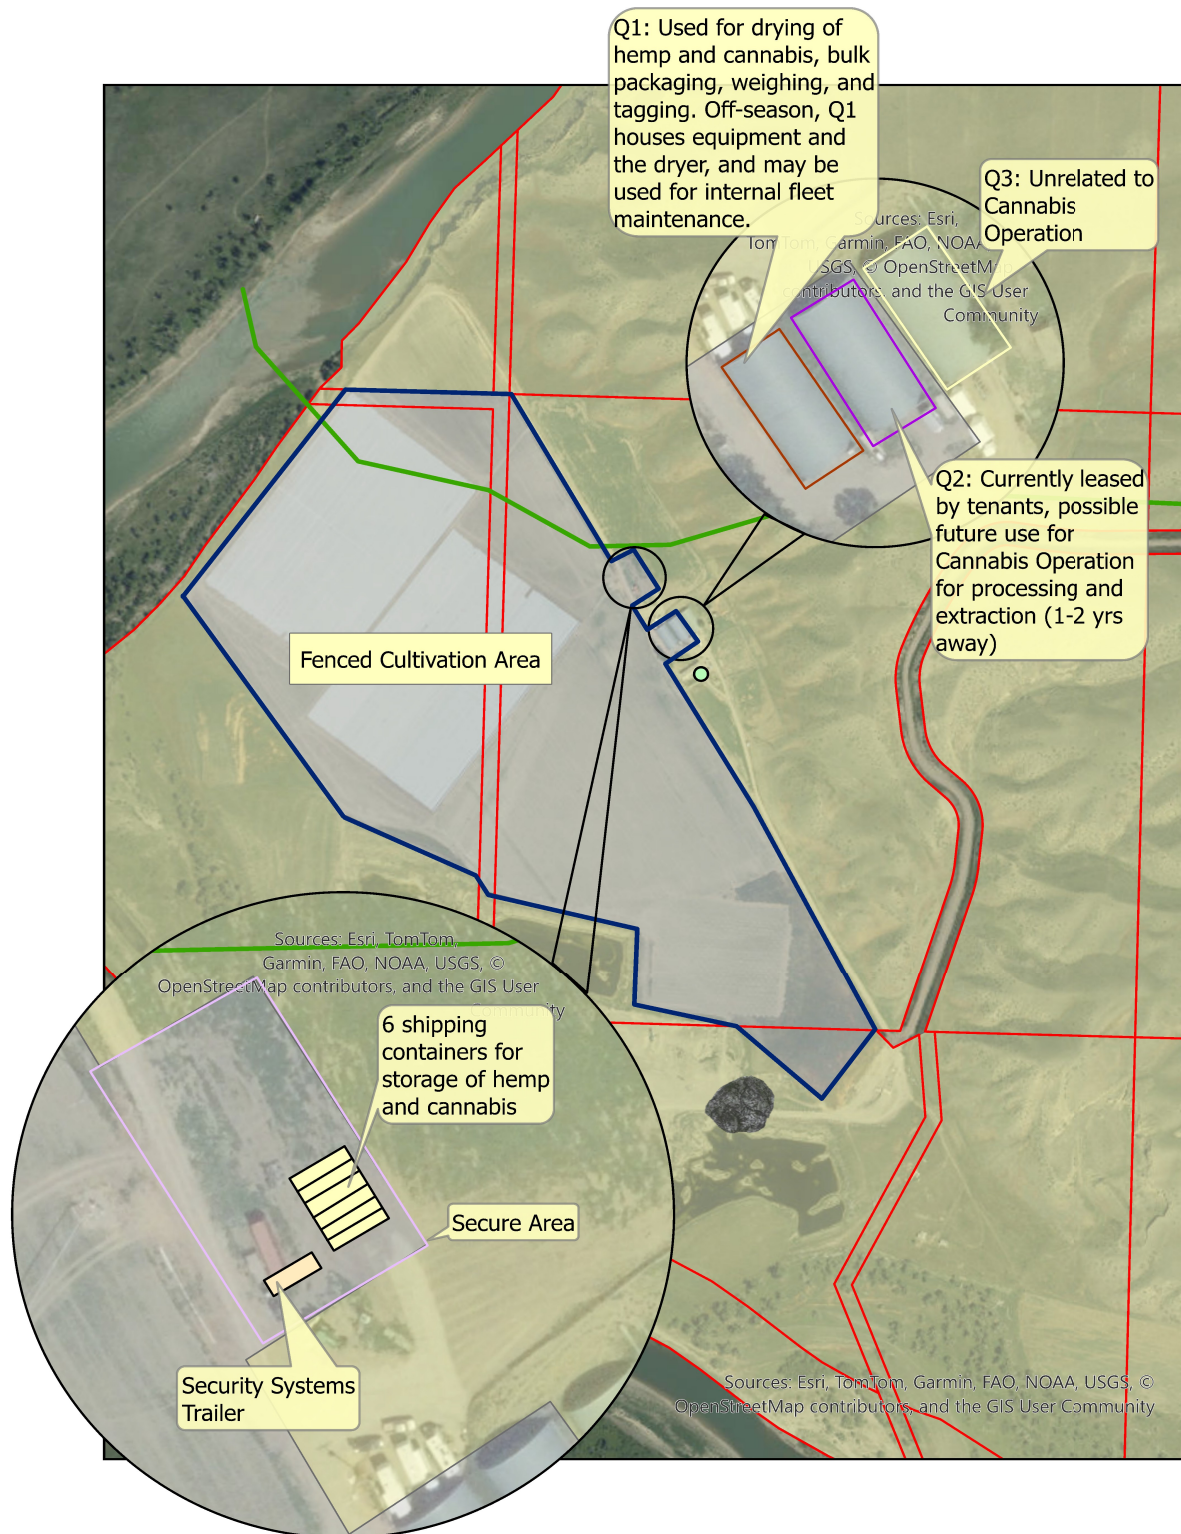 Q1: Used for drying of
hemp and cannabis, bulk
packaging, weighing, and
tagging. Off-season, Q1
houses equipment and
the dryer, and may be
used for internal fleet
maintenance.
Q3: Unrelated to
Cannabis
Operation
Sources: Esri,
TomTom, Garmin, FAO, NOAA,
USGS, © OpenStreetMap
contributors, and the GIS User
Community
Q2: Currently leased
by tenants, possible
future use for
Cannabis Operation
for processing and
extraction (1-2 yrs
away)
Fenced Cultivation Area
Sources: Esri, TomTom,
Garmin, FAO, NOAA, USGS, ©
OpenStreetMap contributors, and the GIS User
Community
6 shipping
containers for
storage of hemp
and cannabis
Secure Area
Security Systems
Trailer
Sources: Esri, TomTom, Garmin, FAO, NOAA, USGS, ©
OpenStreetMap contributors, and the GIS User Community